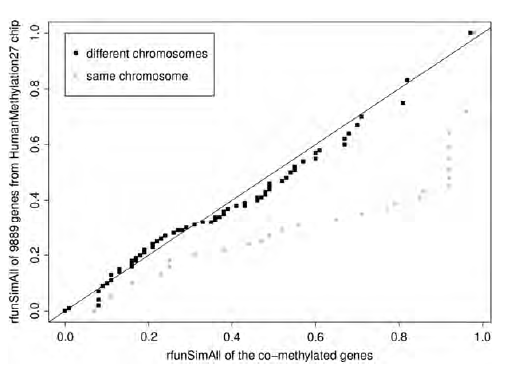 rfunSimAll of 9889 genes from HumanMethylation27 chip
1.0
0.8
0.6
0.4
0.2
0.0
different chromosomes
same chromosome
0.0 0.2 0.4 0.6 0.8 1.0
rfunSimAll of the co−methylated genes